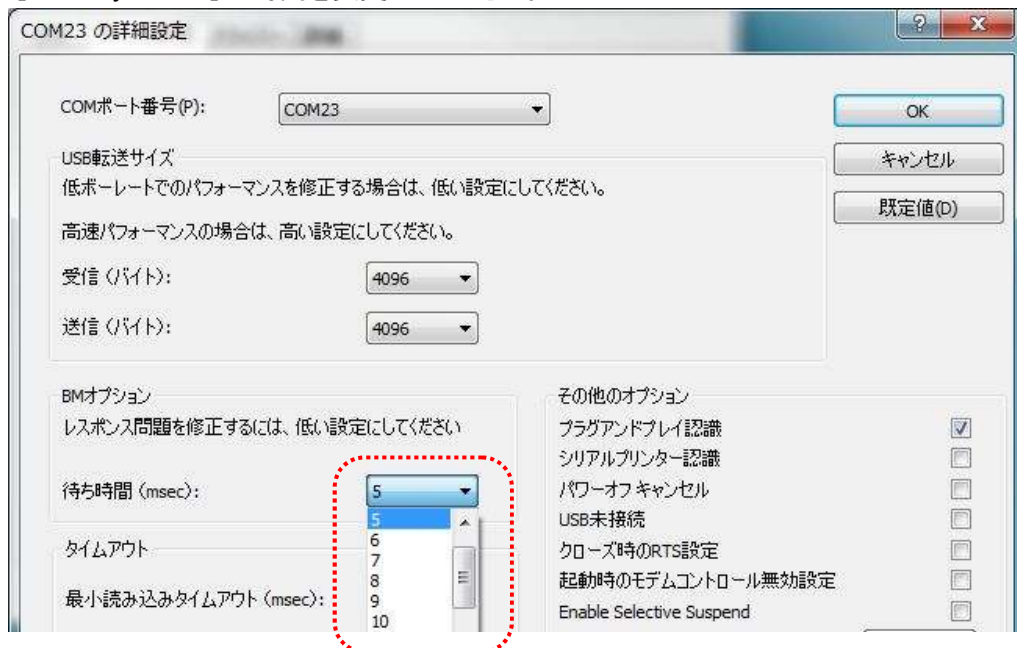 COM23 の詳細設定
COMポート番号(P):
COM23
OK
キャンセル
既定値(D)
USB転送サイズ
低ボーレートでのパフォーマンスを修正する場合は、低い設定にしてください。
高速パフォーマンスの場合は、高い設定にしてください。
受信 (バイト):
4096
送信 (バイト):
4096
BMオプション
レスポンス問題を修正するには、低い設定にしてください
待ち時間 (msec):
5
5
6
7
8
9
10
タイムアウト
最小読み込みタイムアウト (msec):
その他のオプション
プラグアンドプレイ認識
シリアルプリンター認識
パワーオフ キャンセル
USB未接続
クローズ時のRTS設定
起動時のモデムコントロール無効設定
Enable Selective Suspend